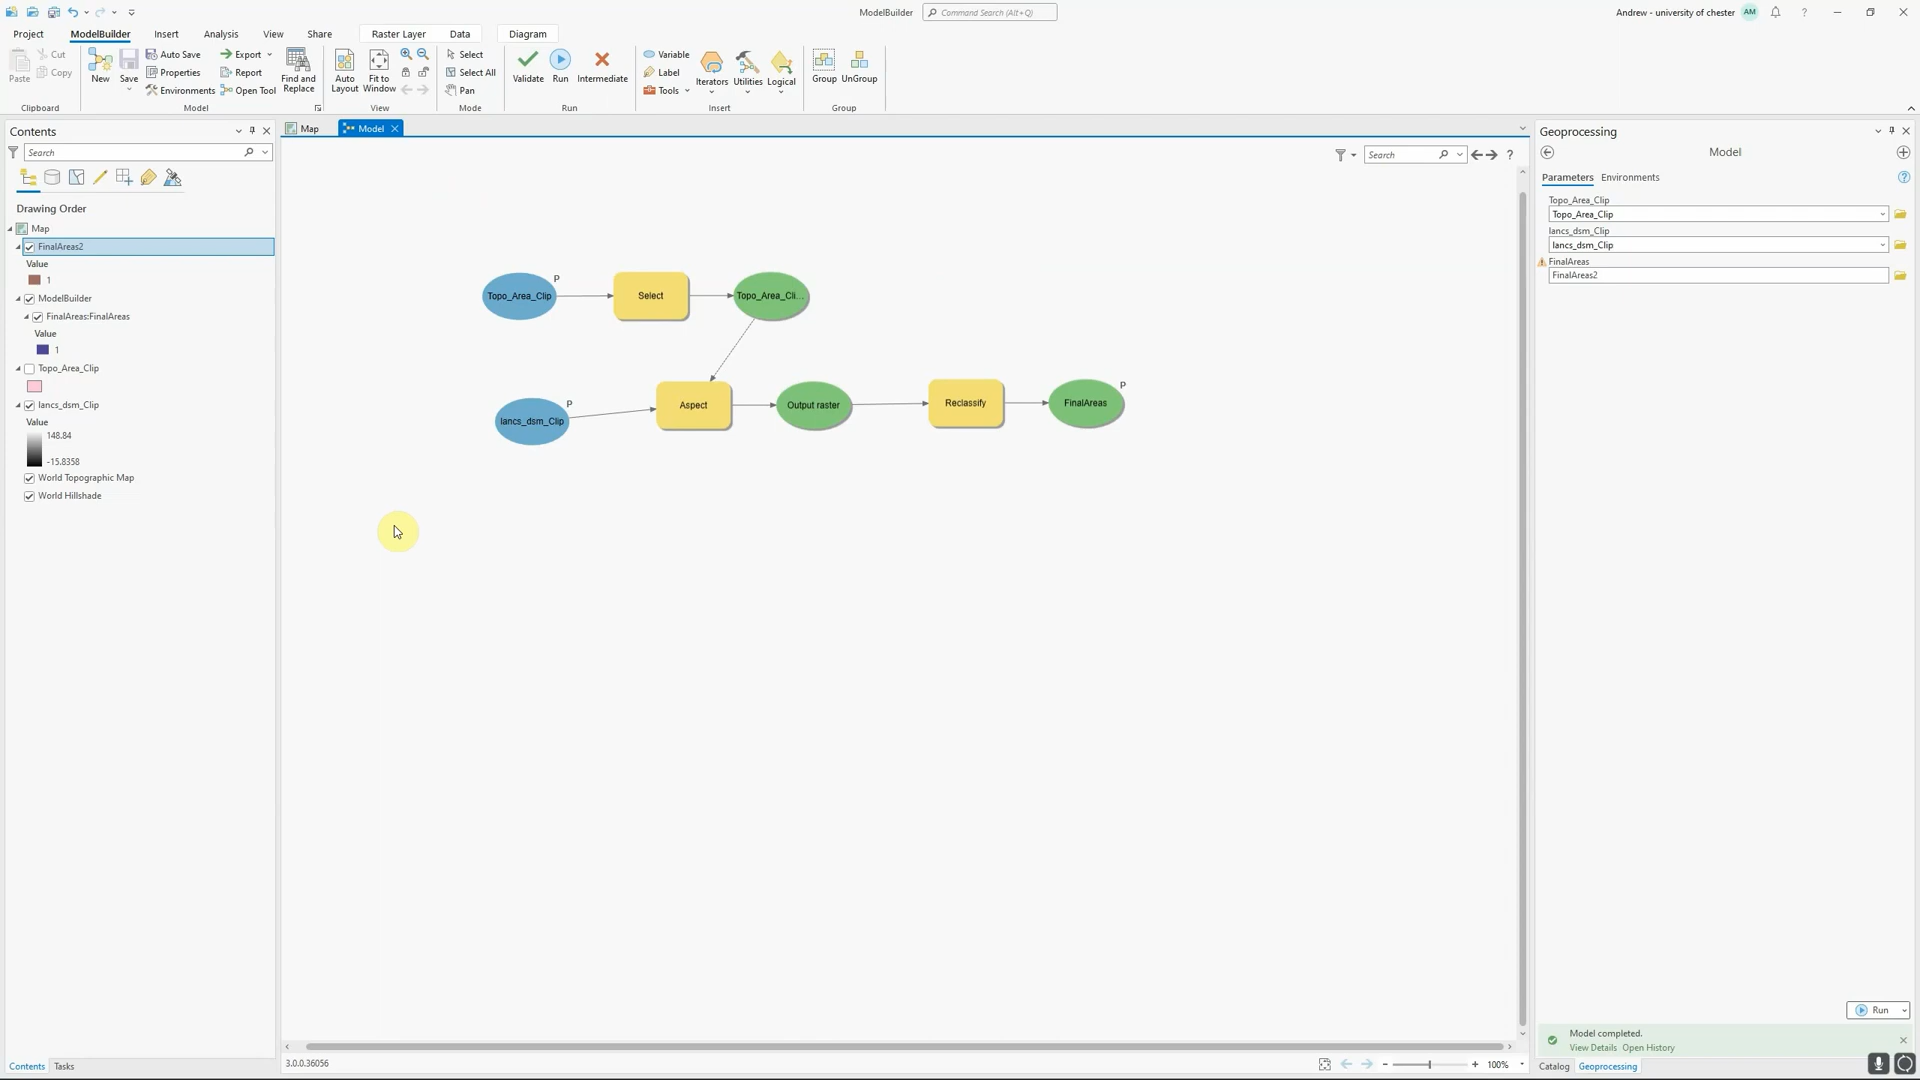 ModelBuilder
Command Search (Alt+Q)
Andrew - university of chester
AM
?
Project
ModelBuilder
Insert
Analysis
View
Share
Raster Layer
Data
Diagram
Paste
Cut
Copy
Clipboard
New
Save
Auto Save
Properties
Environments
Export
Report
Open Tool
Find and
Replace
Model
Auto
Layout
Fit to
Window
View
Select
Select All
Pan
Mode
Validate
Run
Intermediate
Run
Variable
Label
Tools
Iterators
Utilities
Logical
Insert
Group
UnGroup
Group
Contents
Search
Drawing Order
Map
FinalAreas2
Value
1
ModelBuilder
FinalAreas:FinalAreas
Value
1
Topo_Area_Clip
lancs_dsm_Clip
Value
148.84
-15.8358
World Topographic Map
World Hillshade
Contents
Tasks
Map
Model
Search
?
Topo_Area_Clip
P
Select
Topo_Area_Cli...
lancs_dsm_Clip
P
Aspect
Output raster
Reclassify
FinalAreas
P
3.0.0.36056
100%
Geoprocessing
Model
Parameters
Environments
?
Topo_Area_Clip
Topo_Area_Clip
lancs_dsm_Clip
lancs_dsm_Clip
FinalAreas
FinalAreas2
Run
Model completed.
View Details Open History
Catalog
Geoprocessing